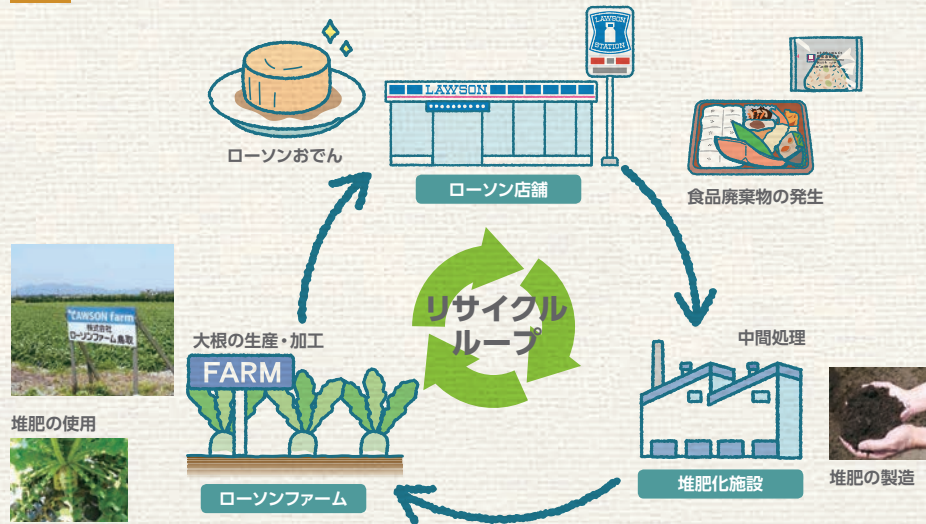 LAWSON
STATION
LAWSON
ローソンおでん
ローソン店舗
食品廃棄物の発生
リサイクル
ループ
LAWSON farm
株式会社
ローソンファーム鳥取
大根の生産・加工
FARM
中間処理
堆肥の使用
ローソンファーム
堆肥化施設
堆肥の製造